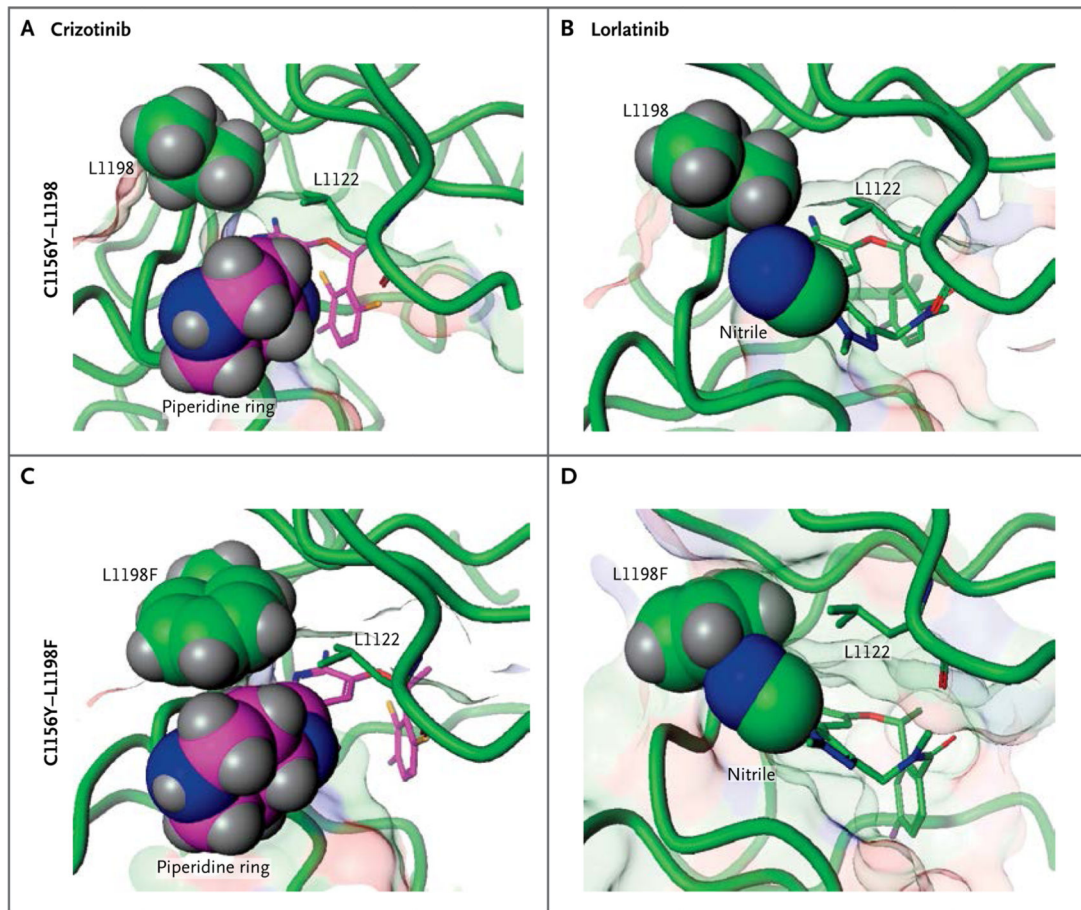 A Crizotinib
B Lorlatinib
C1156Y–L1198
L1198
L1122
Piperidine ring
L1198
L1122
Nitrile
C
D
C1156Y–L1198F
L1198F
L1122
Piperidine ring
L1198F
L1122
Nitrile